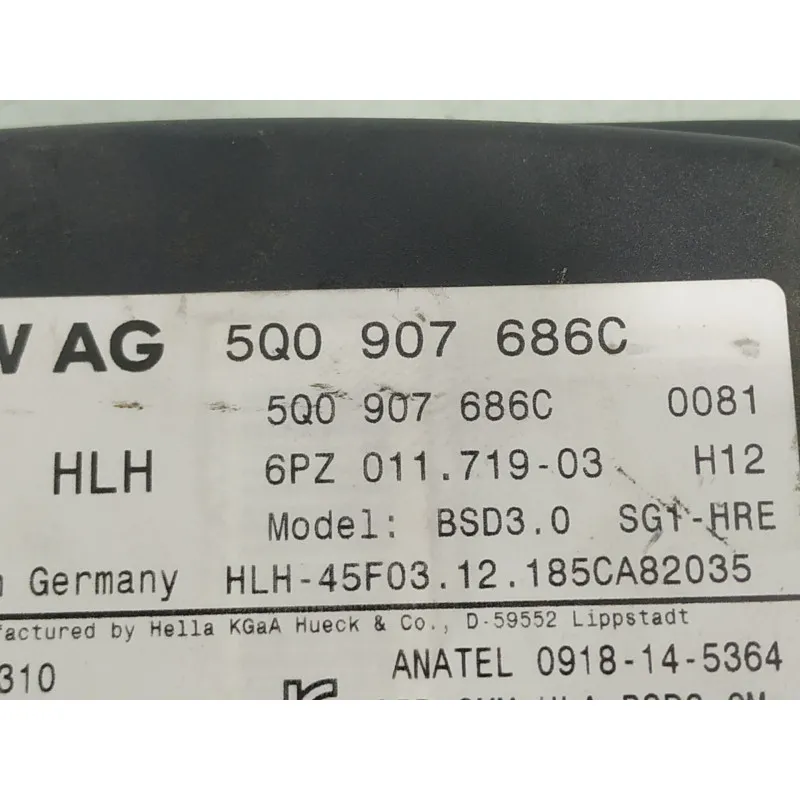 W AG 5Q0 907 686C
5Q0 907 686C 0081
HLH 6PZ 011.719-03 H12
Model: BSD3.0 SG1-HRE
Germany HLH-45F03.12.185CA82035
factured by Hella KGaA Hueck & Co., D-59552 Lippstadt
310 ANATEL 0918-14-5364